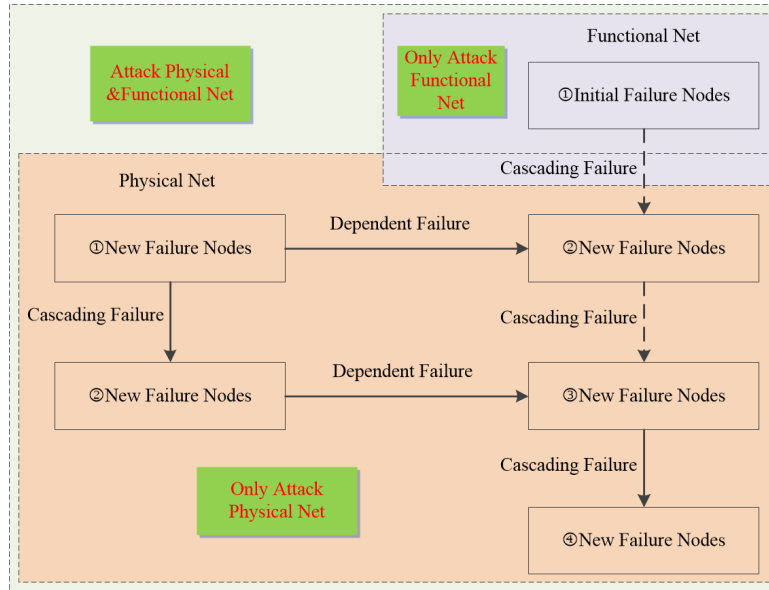 Functional Net
Attack Physical
&Functional Net
Only Attack
Functional
Net
①Initial Failure Nodes
Cascading Failure
Physical Net
①New Failure Nodes
Dependent Failure
②New Failure Nodes
Cascading Failure
Cascading Failure
②New Failure Nodes
Dependent Failure
③New Failure Nodes
Only Attack
Physical Net
Cascading Failure
④New Failure Nodes